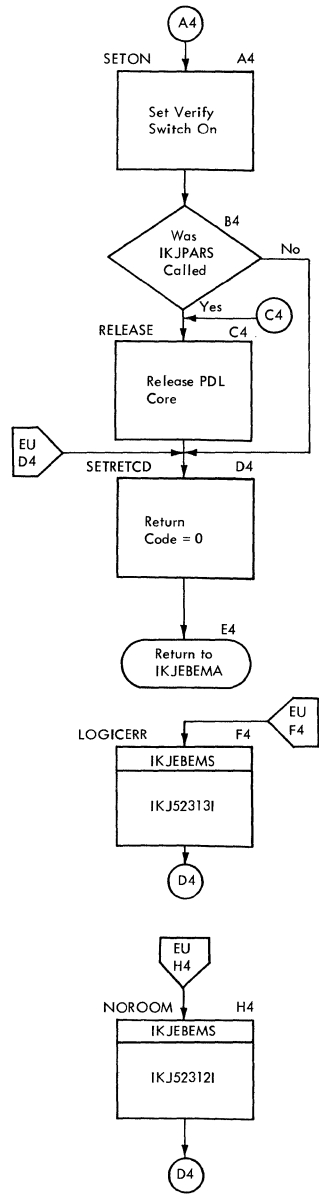 A4
SETON A4
Set Verify
Switch On
B4
Was
IKJPARS
Called
No
Yes
C4
RELEASE C4
Release PDL
Core
EU
D4
SETRETCD D4
Return
Code = 0
E4
Return to
IKJEBEMA
EU
F4
LOGICERR F4
IKJEBEMS
IKJ52313I
D4
EU
H4
NOROOM H4
IKJEBEMS
IKJ52312I
D4